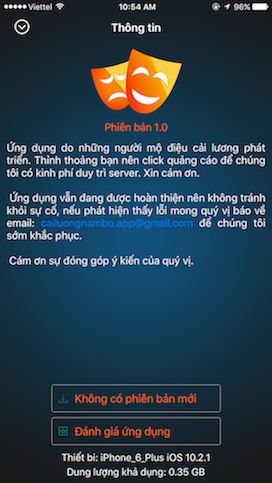 Viettel 10:54 AM 96%
Thông tin
Phiên bản 1.0
Ứng dụng do những người mộ điệu cải lương phát
triển. Thỉnh thoảng bạn nên click quảng cáo để chúng
tôi có kinh phí duy trì server. Xin cám ơn.
Ứng dụng vẫn đang được hoàn thiện nên không tránh
khỏi sự cố, nếu phát hiện thấy lỗi mong quý vị báo về
email: cailuongnambo.app@gmail.com để chúng tôi
sớm khắc phục.
Cám ơn sự đóng góp ý kiến của quý vị.
Không có phiên bản mới
Đánh giá ứng dụng
Thiết bi: iPhone_6_Plus iOS 10.2.1
Dung lượng khả dụng: 0.35 GB